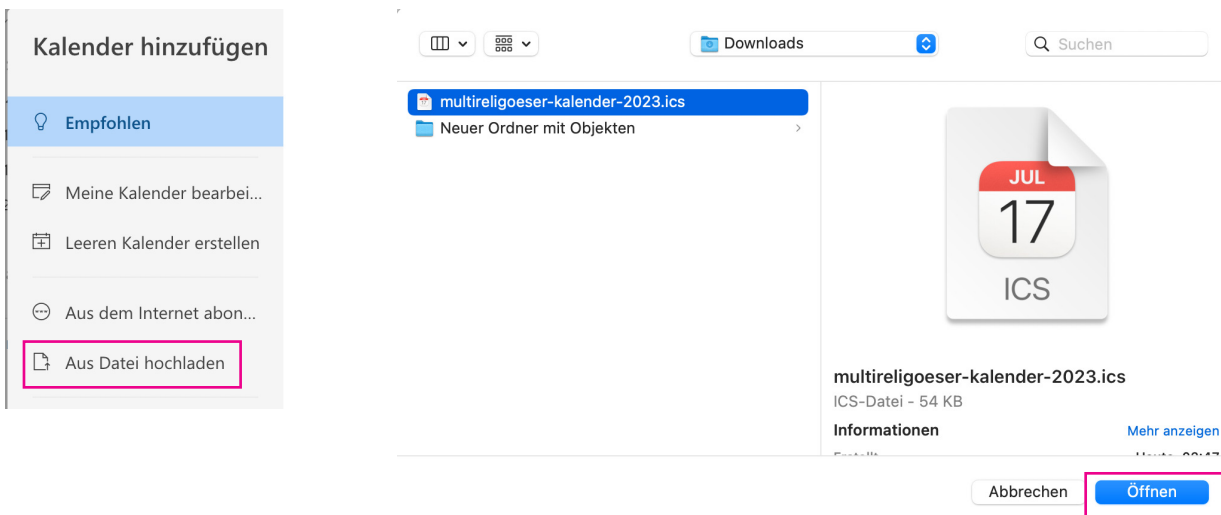 Kalender hinzufügen
Empfohlen
Meine Kalender bearbei...
Leeren Kalender erstellen
Aus dem Internet abon...
Aus Datei hochladen
Downloads
Suchen
multireligoeser-kalender-2023.ics
Neuer Ordner mit Objekten
JUL
17
ICS
multireligoeser-kalender-2023.ics
ICS-Datei – 54 KB
Informationen
Mehr anzeigen
Abbrechen
Öffnen